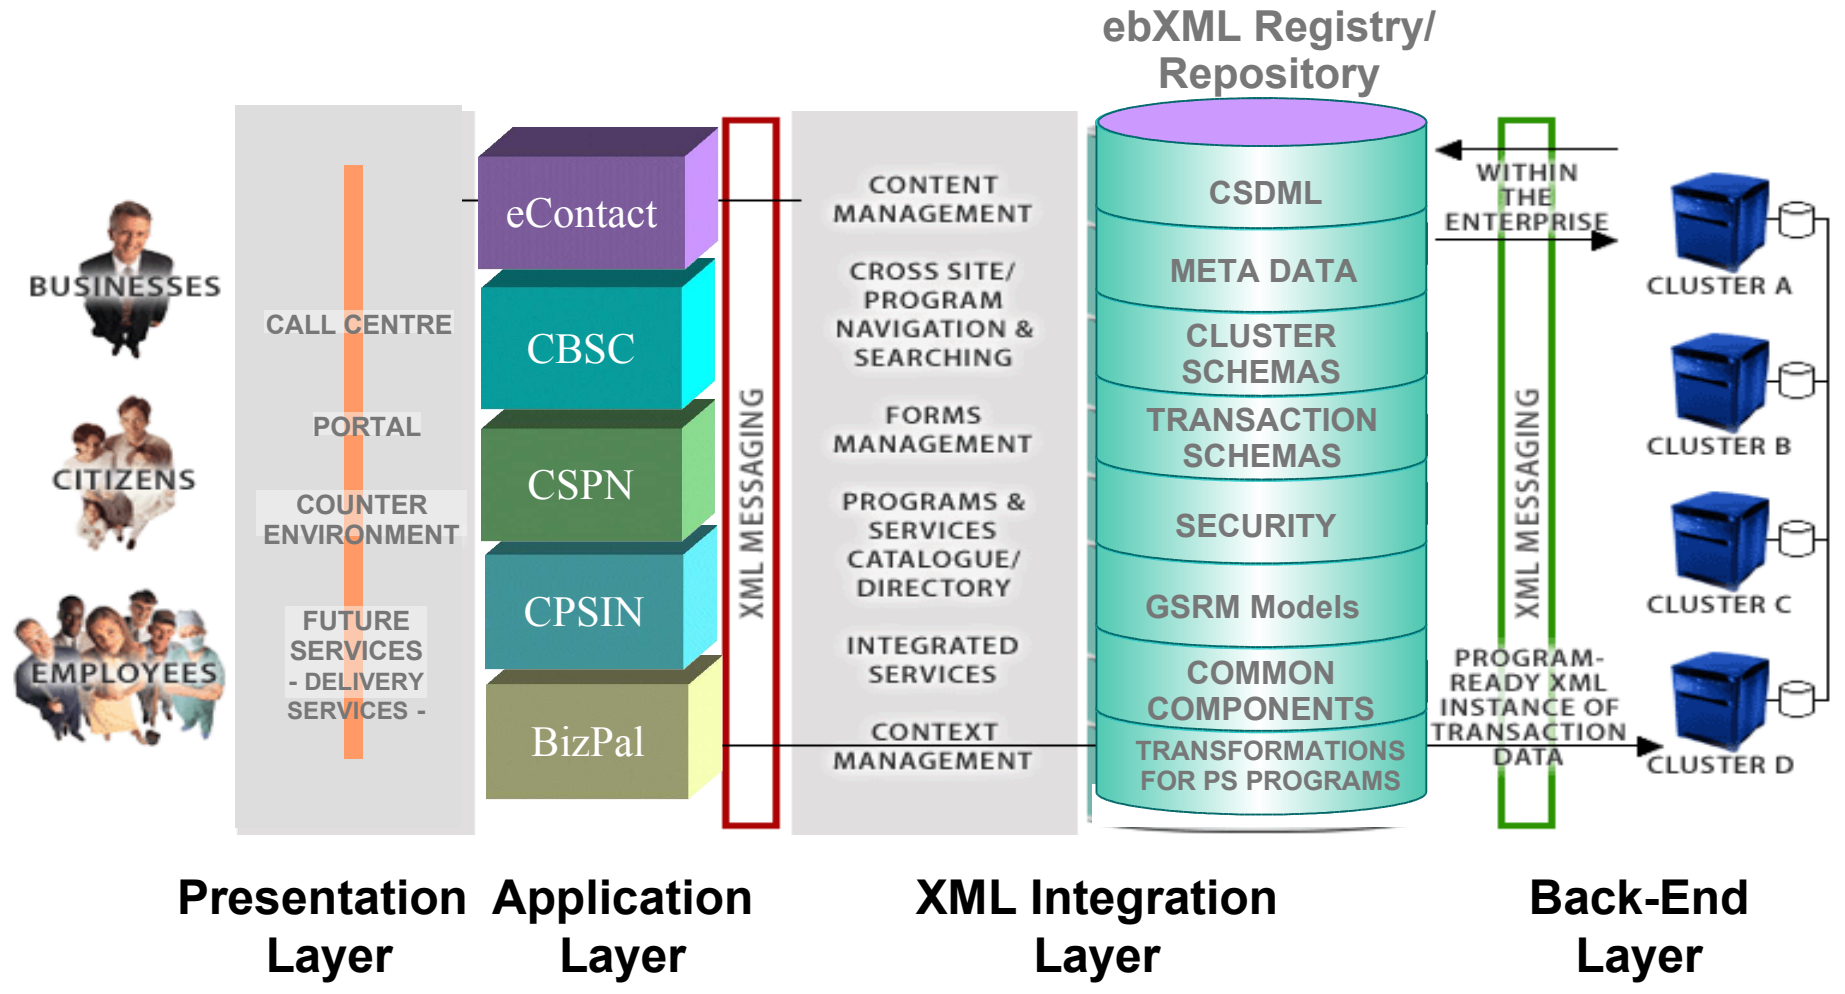 ebXML Registry/
Repository
BUSINESSES
CITIZENS
EMPLOYEES
CALL CENTRE
PORTAL
COUNTER
ENVIRONMENT
FUTURE
SERVICES
- DELIVERY
SERVICES -
eContact
CBSC
CSPN
CPSIN
BizPal
XML MESSAGING
CONTENT
MANAGEMENT
CROSS SITE/
PROGRAM
NAVIGATION &
SEARCHING
FORMS
MANAGEMENT
PROGRAMS &
SERVICES
CATALOGUE/
DIRECTORY
INTEGRATED
SERVICES
CONTEXT
MANAGEMENT
CSDML
META DATA
CLUSTER
SCHEMAS
TRANSACTION
SCHEMAS
SECURITY
GSRM Models
COMMON
COMPONENTS
TRANSFORMATIONS
FOR PS PROGRAMS
WITHIN
THE
ENTERPRISE
XML MESSAGING
PROGRAM-
READY XML
INSTANCE OF
TRANSACTION
DATA
CLUSTER A
CLUSTER B
CLUSTER C
CLUSTER D
Presentation
Layer
Application
Layer
XML Integration
Layer
Back-End
Layer